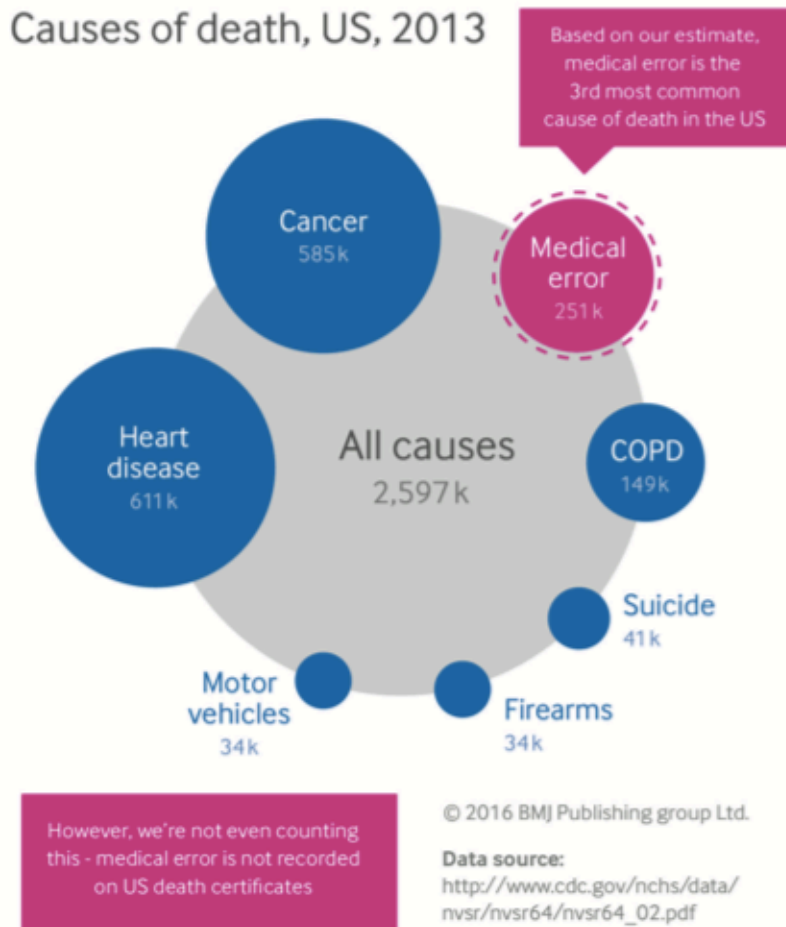 Causes of death, US, 2013
Based on our estimate,
medical error is the
3rd most common
cause of death in the US
Cancer
585k
Medical
error
251k
Heart
disease
611k
All causes
2,597k
COPD
149k
Suicide
41k
Motor
vehicles
34k
Firearms
34k
However, we're not even counting
this - medical error is not recorded
on US death certificates
© 2016 BMJ Publishing group Ltd.
Data source:
http://www.cdc.gov/nchs/data/
nvsr/nvsr64/nvsr64_02.pdf